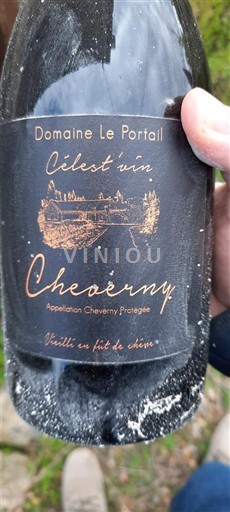 Domaine Le Portail
Célest'vin
VINIOU
Cheverny
Appellation Cheverny Protégée
Vieilli en fût de chêne